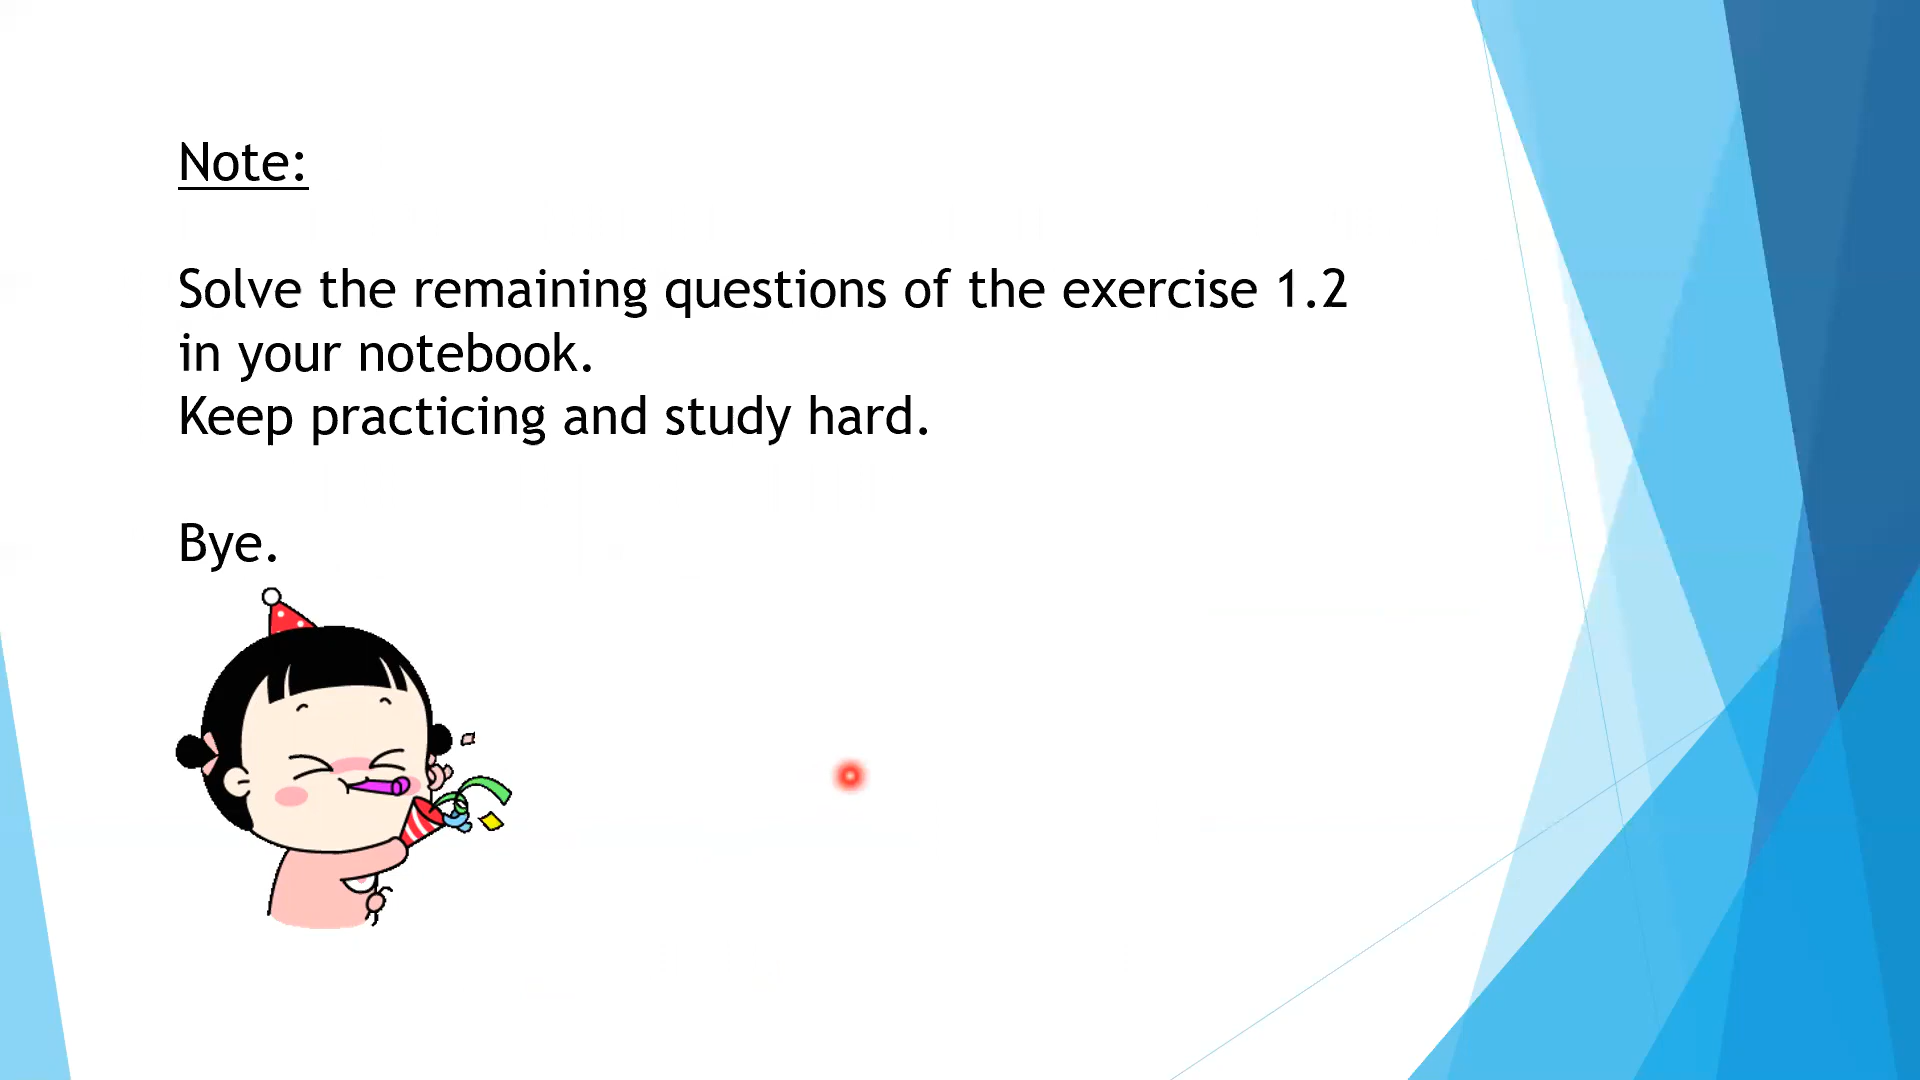 Note:
Solve the remaining questions of the exercise 1.2
in your notebook.
Keep practicing and study hard.
Bye.